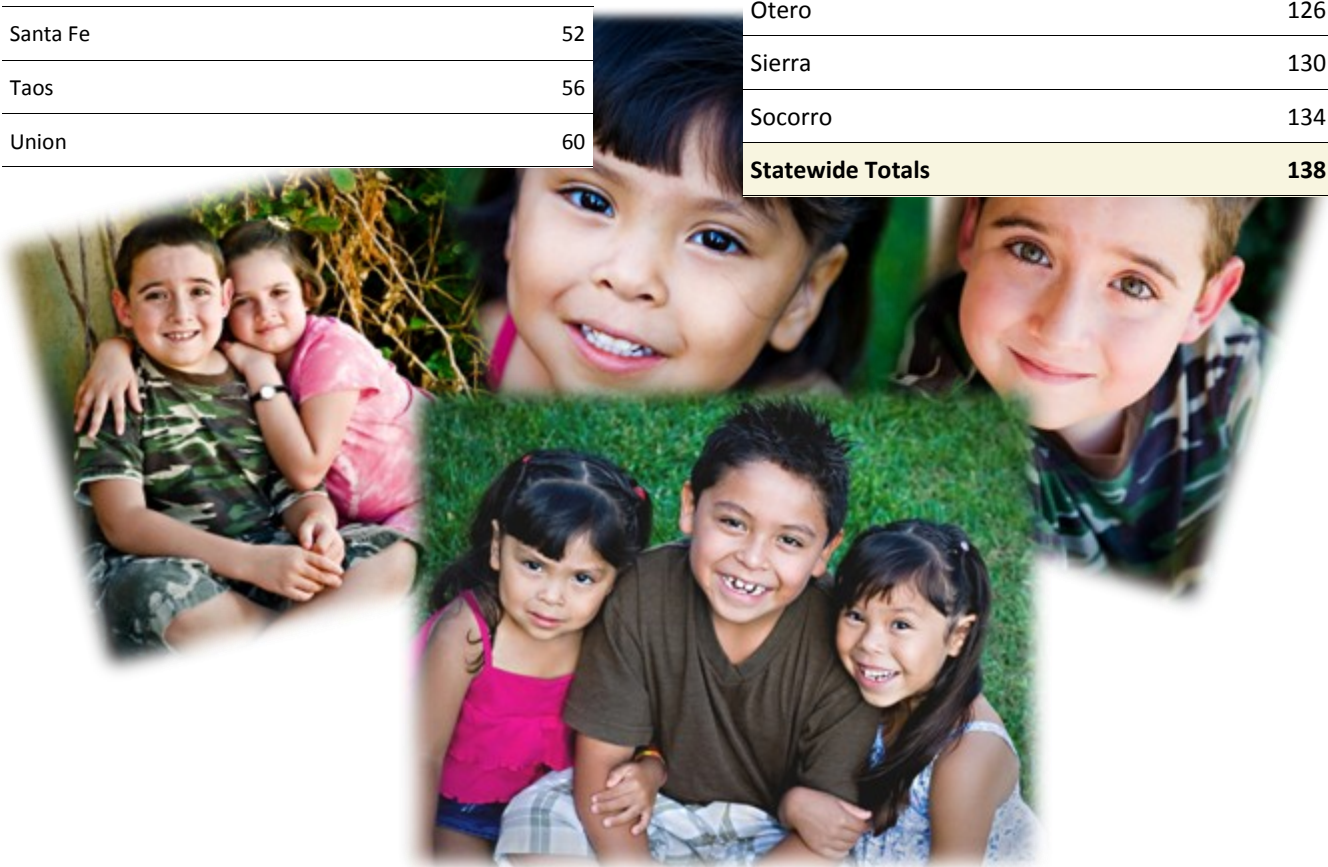 Santa Fe 52
Taos 56
Union 60
Otero 126
Sierra 130
Socorro 134
Statewide Totals 138